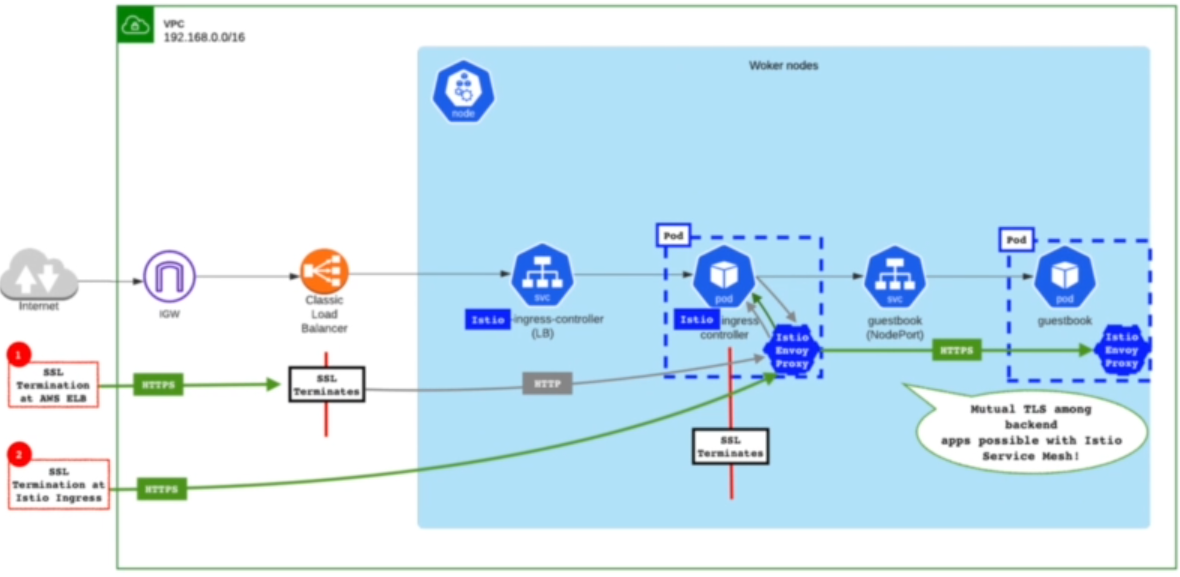 VPC
192.168.0.0/16
Woker nodes
node
Internet
IGW
Classic
Load
Balancer
svc
Istio -ingress-controller
(LB)
Pod
pod
Istio ingress
controller
Istio
Envoy
Proxy
svc
guestbook
(NodePort)
Pod
pod
guestbook
Istio
Envoy
Proxy
1
SSL
Termination
at AWS ELB
HTTPS
SSL
Terminates
HTTP
HTTPS
Mutual TLS among
backend
apps possible with Istio
Service Mesh!
2
SSL
Termination at
Istio Ingress
HTTPS
SSL
Terminates